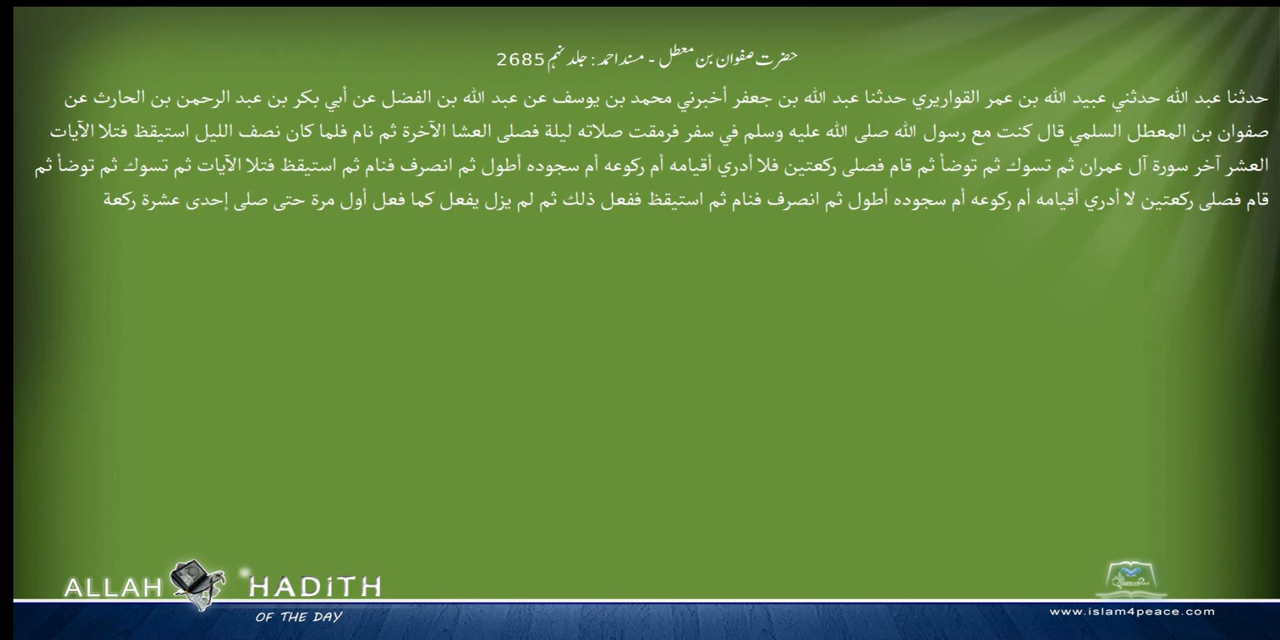 حضرت صفوان بن معطل - مسند احمد : جلد نہم 2685
حدثنا عبد الله حدثني عبيد الله بن عمر القواريري حدثنا عبد الله بن جعفر أخبرني محمد بن يوسف عن عبد الله بن الفضل عن أبي بكر بن عبد الرحمن بن الحارث عن
صفوان بن المعطل السلمي قال كنت مع رسول الله صلى الله عليه وسلم في سفر فرمقت صلاته ليلة فصلى العشا الآخرة ثم نام فلما كان نصف الليل استيقظ فتلا الآيات
العشر آخر سورة آل عمران ثم تسوك ثم توضأ ثم قام فصلى ركعتين فلا أدري أقيامه أم ركوعه أم سجوده أطول ثم انصرف فنام ثم استيقظ فتلا الآيات ثم تسوك ثم توضأ ثم
قام فصلى ركعتين لا أدري أقيامه أم ركوعه أم سجوده أطول ثم انصرف فنام ثم استيقظ ففعل ذلك ثم لم يزل يفعل كما فعل أول مرة حتى صلى إحدى عشرة ركعة
ALLAH HADITH
OF THE DAY
www.islam4peace.com